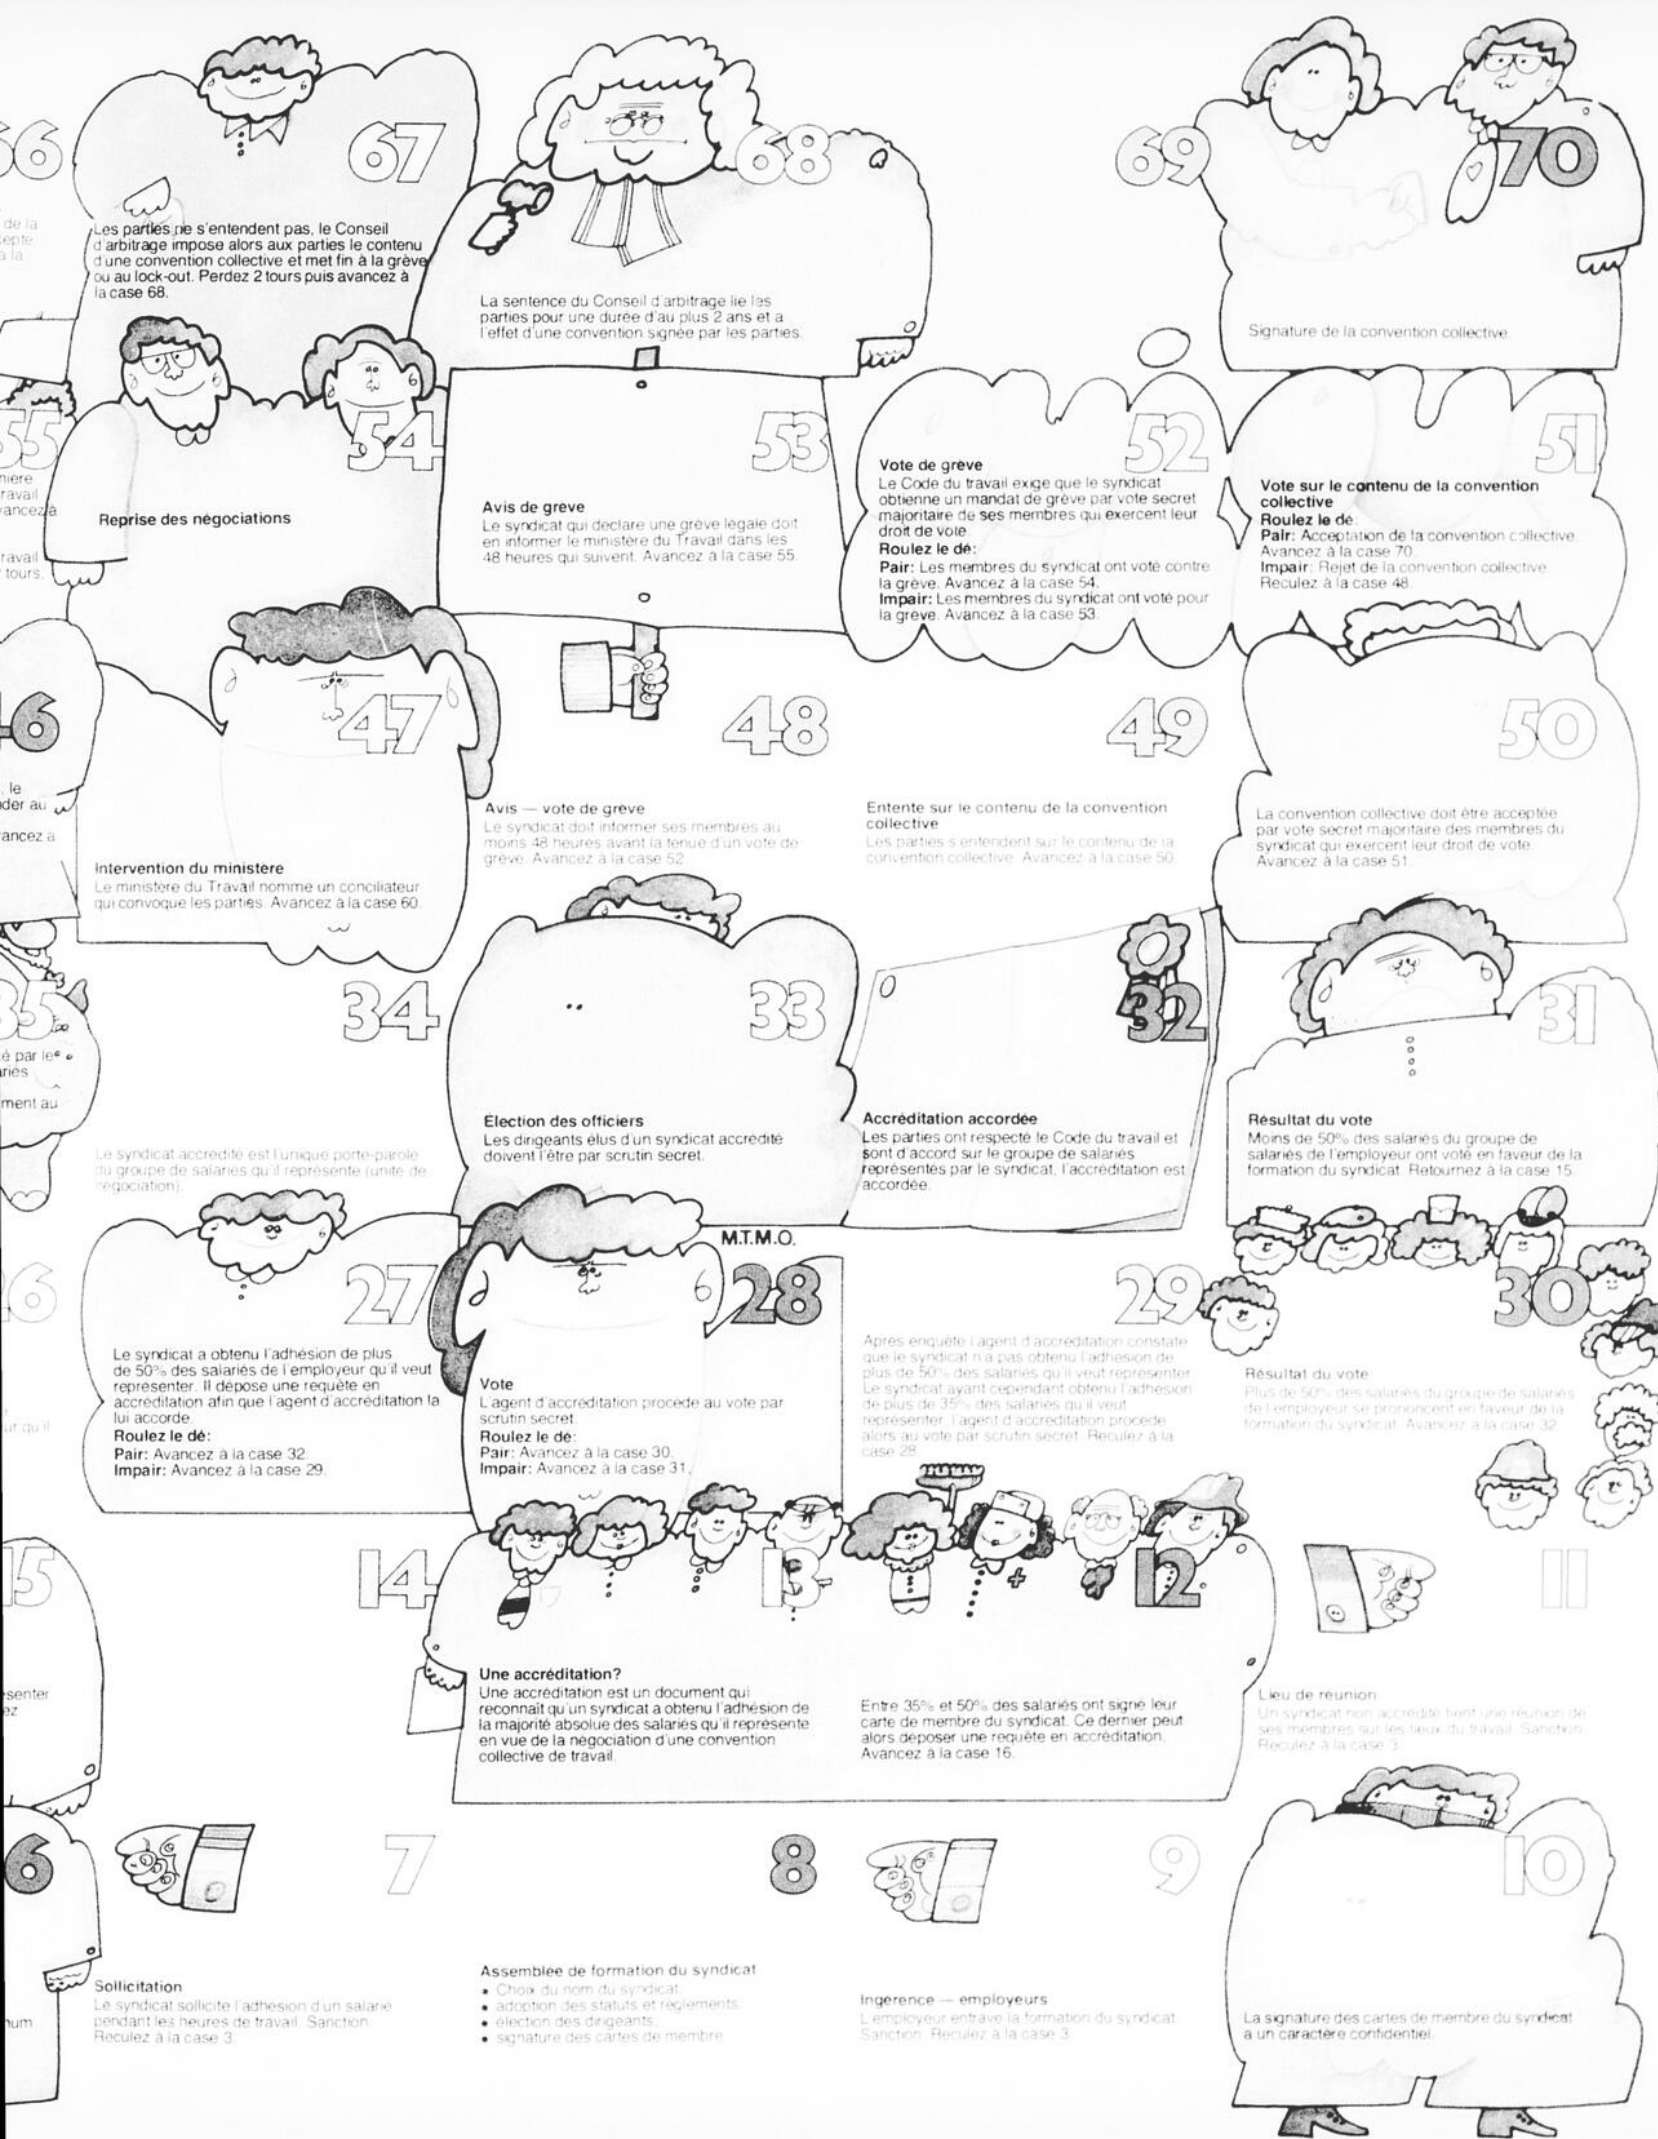 66
de la
epte
a la
67
Les parties ne s'entendent pas, le Conseil
d'arbitrage impose alors aux parties le contenu
d'une convention collective et met fin à la grève
ou au lock-out. Perdez 2 tours puis avancez à
la case 68.
68
La sentence du Conseil d'arbitrage lie les
parties pour une durée d'au plus 2 ans et a
l'effet d'une convention signée par les parties.
69
70
Signature de la convention collective
55
nière
ravail
avancez à
ravail
tours.
54
Reprise des négociations
53
Avis de grève
Le syndicat qui déclare une grève légale doit
en informer le ministère du Travail dans les
48 heures qui suivent. Avancez à la case 55.
52
Vote de grève
Le Code du travail exige que le syndicat
obtienne un mandat de grève par vote secret
majoritaire de ses membres qui exercent leur
droit de vote.
Roulez le dé:
Pair: Les membres du syndicat ont voté contre
la grève. Avancez à la case 54.
Impair: Les membres du syndicat ont voté pour
la grève. Avancez à la case 53.
51
Vote sur le contenu de la convention
collective
Roulez le dé.
Pair: Acceptation de la convention collective.
Avancez à la case 70.
Impair: Rejet de la convention collective.
Reculez à la case 48.
46
, le
der au
ancez à
47
Intervention du ministère
Le ministère du Travail nomme un conciliateur
qui convoque les parties. Avancez à la case 60.
48
Avis — vote de grève
Le syndicat doit informer ses membres au
moins 48 heures avant la tenue d'un vote de
grève. Avancez à la case 52.
49
Entente sur le contenu de la convention
collective
Les parties s'entendent sur le contenu de la
convention collective. Avancez à la case 50.
50
La convention collective doit être acceptée
par vote secret majoritaire des membres du
syndicat qui exercent leur droit de vote.
Avancez à la case 51.
35
é par les
ariés
ment au
34
Le syndicat accrédité est l'unique porte-parole
du groupe de salariés qu'il représente (unité de
négociation).
33
Élection des officiers
Les dirigeants élus d'un syndicat accrédité
doivent l'être par scrutin secret.
32
Accréditation accordée
Les parties ont respecté le Code du travail et
sont d'accord sur le groupe de salariés
représentés par le syndicat, l'accréditation est
accordée.
31
Résultat du vote
Moins de 50% des salariés du groupe de
salariés de l'employeur ont voté en faveur de la
formation du syndicat. Retournez à la case 15.
26
ut qu'il
27
Le syndicat a obtenu l'adhésion de plus
de 50% des salariés de l'employeur qu'il veut
représenter. Il dépose une requête en
accréditation afin que l'agent d'accréditation la
lui accorde.
Roulez le dé:
Pair: Avancez à la case 32.
Impair: Avancez à la case 29.
M.T.M.O.
28
Vote
L'agent d'accréditation procède au vote par
scrutin secret.
Roulez le dé:
Pair: Avancez à la case 30.
Impair: Avancez à la case 31.
29
Après enquête l'agent d'accréditation constate
que le syndicat n'a pas obtenu l'adhésion de
plus de 50% des salariés qu'il veut représenter.
Le syndicat ayant cependant obtenu l'adhésion
de plus de 35% des salariés qu'il veut
représenter, l'agent d'accréditation procède
alors au vote par scrutin secret. Reculez à la
case 28.
30
Résultat du vote
Plus de 50% des salariés du groupe de salariés
de l'employeur se prononcent en faveur de la
formation du syndicat. Avancez à la case 32.
15
senter
ez
14
13
Une accréditation?
Une accréditation est un document qui
reconnaît qu'un syndicat a obtenu l'adhésion de
la majorité absolue des salariés qu'il représente
en vue de la négociation d'une convention
collective de travail.
12
Entre 35% et 50% des salariés ont signé leur
carte de membre du syndicat. Ce dernier peut
alors déposer une requête en accréditation.
Avancez à la case 16.
11
Lieu de réunion
Un syndicat non accrédité tient une réunion de
ses membres sur les lieux du travail. Sanction.
Reculez à la case 3.
6
num
7
Sollicitation
Le syndicat sollicite l'adhésion d'un salarié
pendant les heures de travail. Sanction.
Reculez à la case 3.
8
Assemblée de formation du syndicat
• Choix du nom du syndicat.
• adoption des statuts et règlements.
• élection des dirigeants.
• signature des cartes de membre.
9
Ingérence — employeurs
L'employeur entrave la formation du syndicat.
Sanction. Reculez à la case 3.
10
La signature des cartes de membre du syndicat
a un caractère confidentiel.